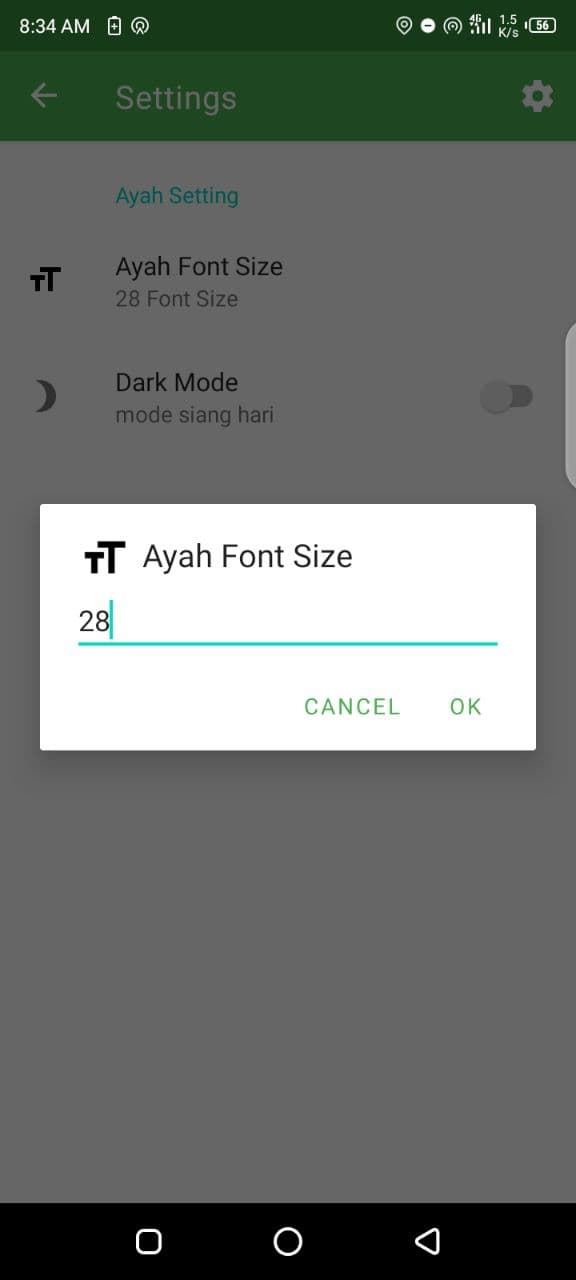 8:34 AM 4G 1.5 K/s 56
Settings
Ayah Setting
Ayah Font Size
28 Font Size
Dark Mode
mode siang hari
Ayah Font Size
28
CANCEL OK